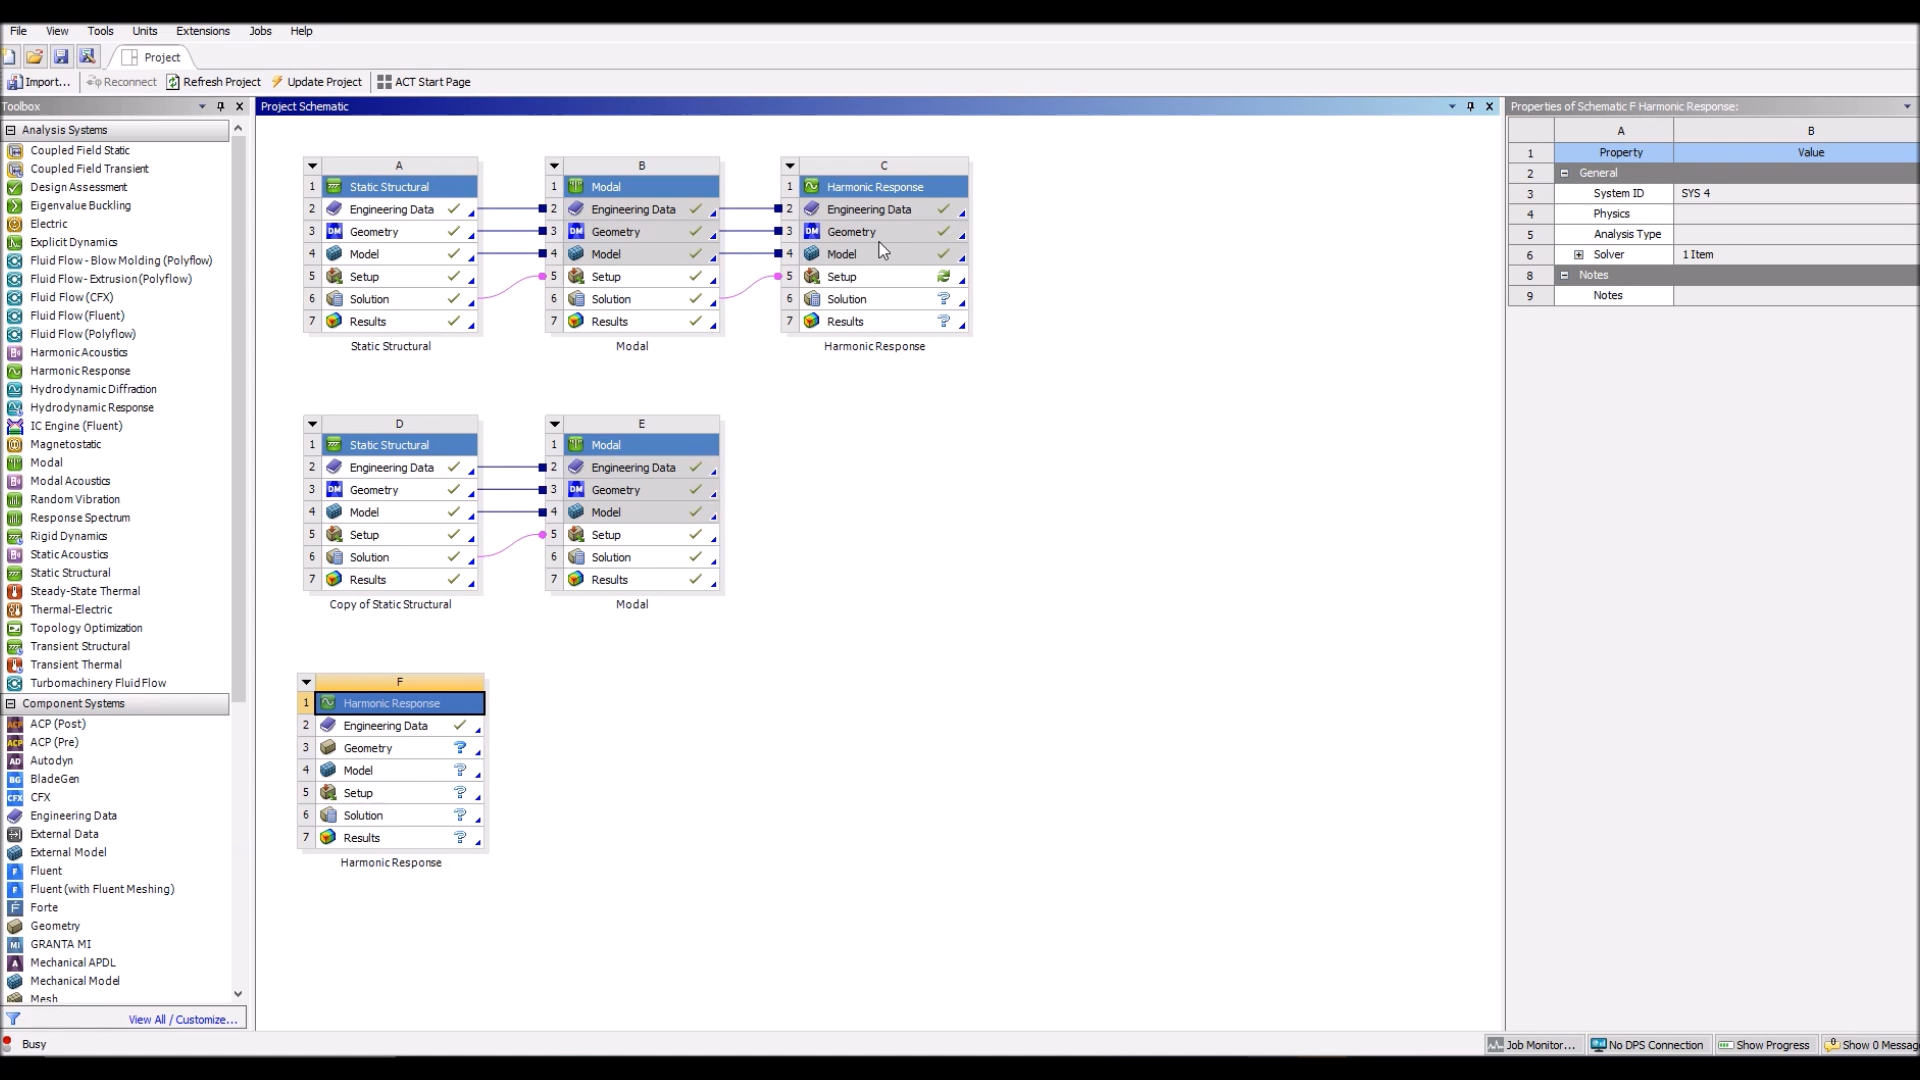 File View Tools Units Extensions Jobs Help
Project
Import... Reconnect Refresh Project Update Project ACT Start Page
Toolbox
Analysis Systems
Coupled Field Static
Coupled Field Transient
Design Assessment
Eigenvalue Buckling
Electric
Explicit Dynamics
Fluid Flow - Blow Molding (Polyflow)
Fluid Flow - Extrusion (Polyflow)
Fluid Flow (CFX)
Fluid Flow (Fluent)
Fluid Flow (Polyflow)
Harmonic Acoustics
Harmonic Response
Hydrodynamic Diffraction
Hydrodynamic Response
IC Engine (Fluent)
Magnetostatic
Modal
Modal Acoustics
Random Vibration
Response Spectrum
Rigid Dynamics
Static Acoustics
Static Structural
Steady-State Thermal
Thermal-Electric
Topology Optimization
Transient Structural
Transient Thermal
Turbomachinery Fluid Flow
Component Systems
ACP (Post)
ACP (Pre)
Autodyn
BladeGen
CFX
Engineering Data
External Data
External Model
Fluent
Fluent (with Fluent Meshing)
Forte
Geometry
GRANTA MI
Mechanical APDL
Mechanical Model
Mesh
View All / Customize...
Project Schematic
A
1 Static Structural
2 Engineering Data
3 DM Geometry
4 Model
5 Setup
6 Solution
7 Results
Static Structural
B
1 Modal
2 Engineering Data
3 DM Geometry
4 Model
5 Setup
6 Solution
7 Results
Modal
C
1 Harmonic Response
2 Engineering Data
3 DM Geometry
4 Model
5 Setup
6 Solution ?
7 Results ?
Harmonic Response
D
1 Static Structural
2 Engineering Data
3 DM Geometry
4 Model
5 Setup
6 Solution
7 Results
Copy of Static Structural
E
1 Modal
2 Engineering Data
3 DM Geometry
4 Model
5 Setup
6 Solution
7 Results
Modal
F
1 Harmonic Response
2 Engineering Data
3 Geometry ?
4 Model ?
5 Setup ?
6 Solution ?
7 Results ?
Harmonic Response
Properties of Schematic F Harmonic Response:
A B
1 Property Value
2 General
3 System ID SYS 4
4 Physics
5 Analysis Type
6 Solver 1 Item
8 Notes
9 Notes
Busy
Job Monitor... No DPS Connection Show Progress Show 0 Messag